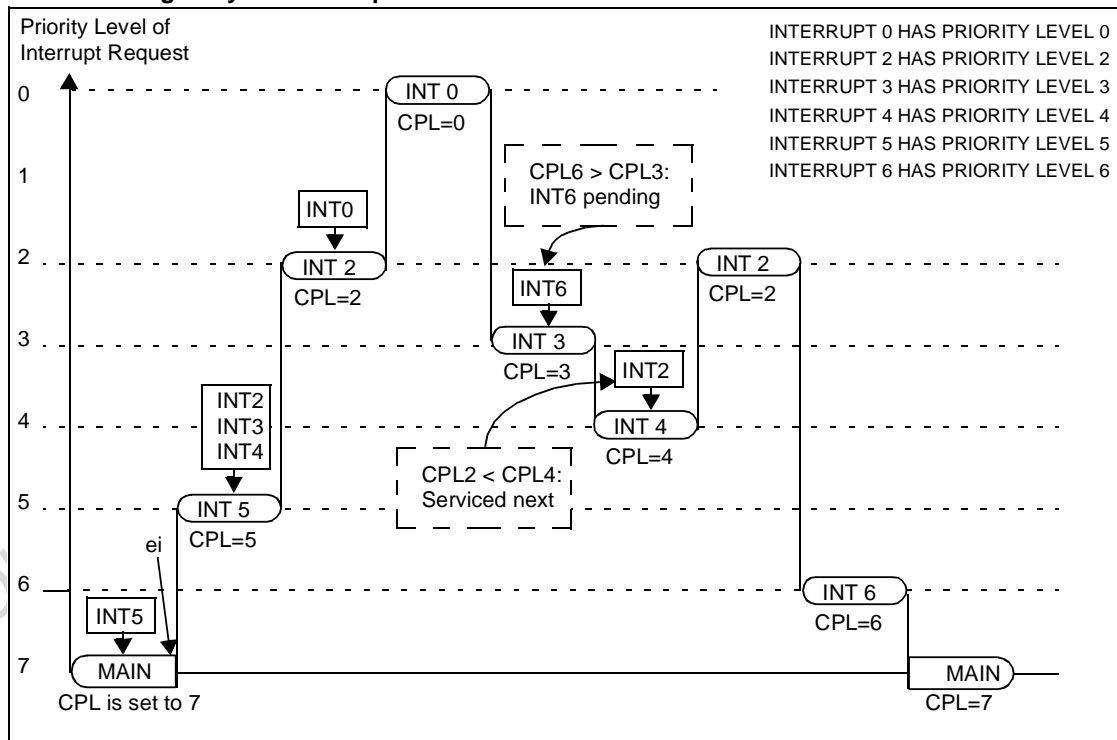 Priority Level of
Interrupt Request
INTERRUPT 0 HAS PRIORITY LEVEL 0
INTERRUPT 2 HAS PRIORITY LEVEL 2
INTERRUPT 3 HAS PRIORITY LEVEL 3
INTERRUPT 4 HAS PRIORITY LEVEL 4
INTERRUPT 5 HAS PRIORITY LEVEL 5
INTERRUPT 6 HAS PRIORITY LEVEL 6
0
INT 0
CPL=0
1
CPL6 > CPL3:
INT6 pending
INT0
2
INT 2
CPL=2
INT 2
CPL=2
INT6
3
INT 3
CPL=3
INT2
INT2
INT3
INT4
4
INT 4
CPL=4
CPL2 < CPL4:
Serviced next
5
INT 5
CPL=5
ei
6
INT 6
CPL=6
INT5
7
MAIN
CPL is set to 7
MAIN
CPL=7